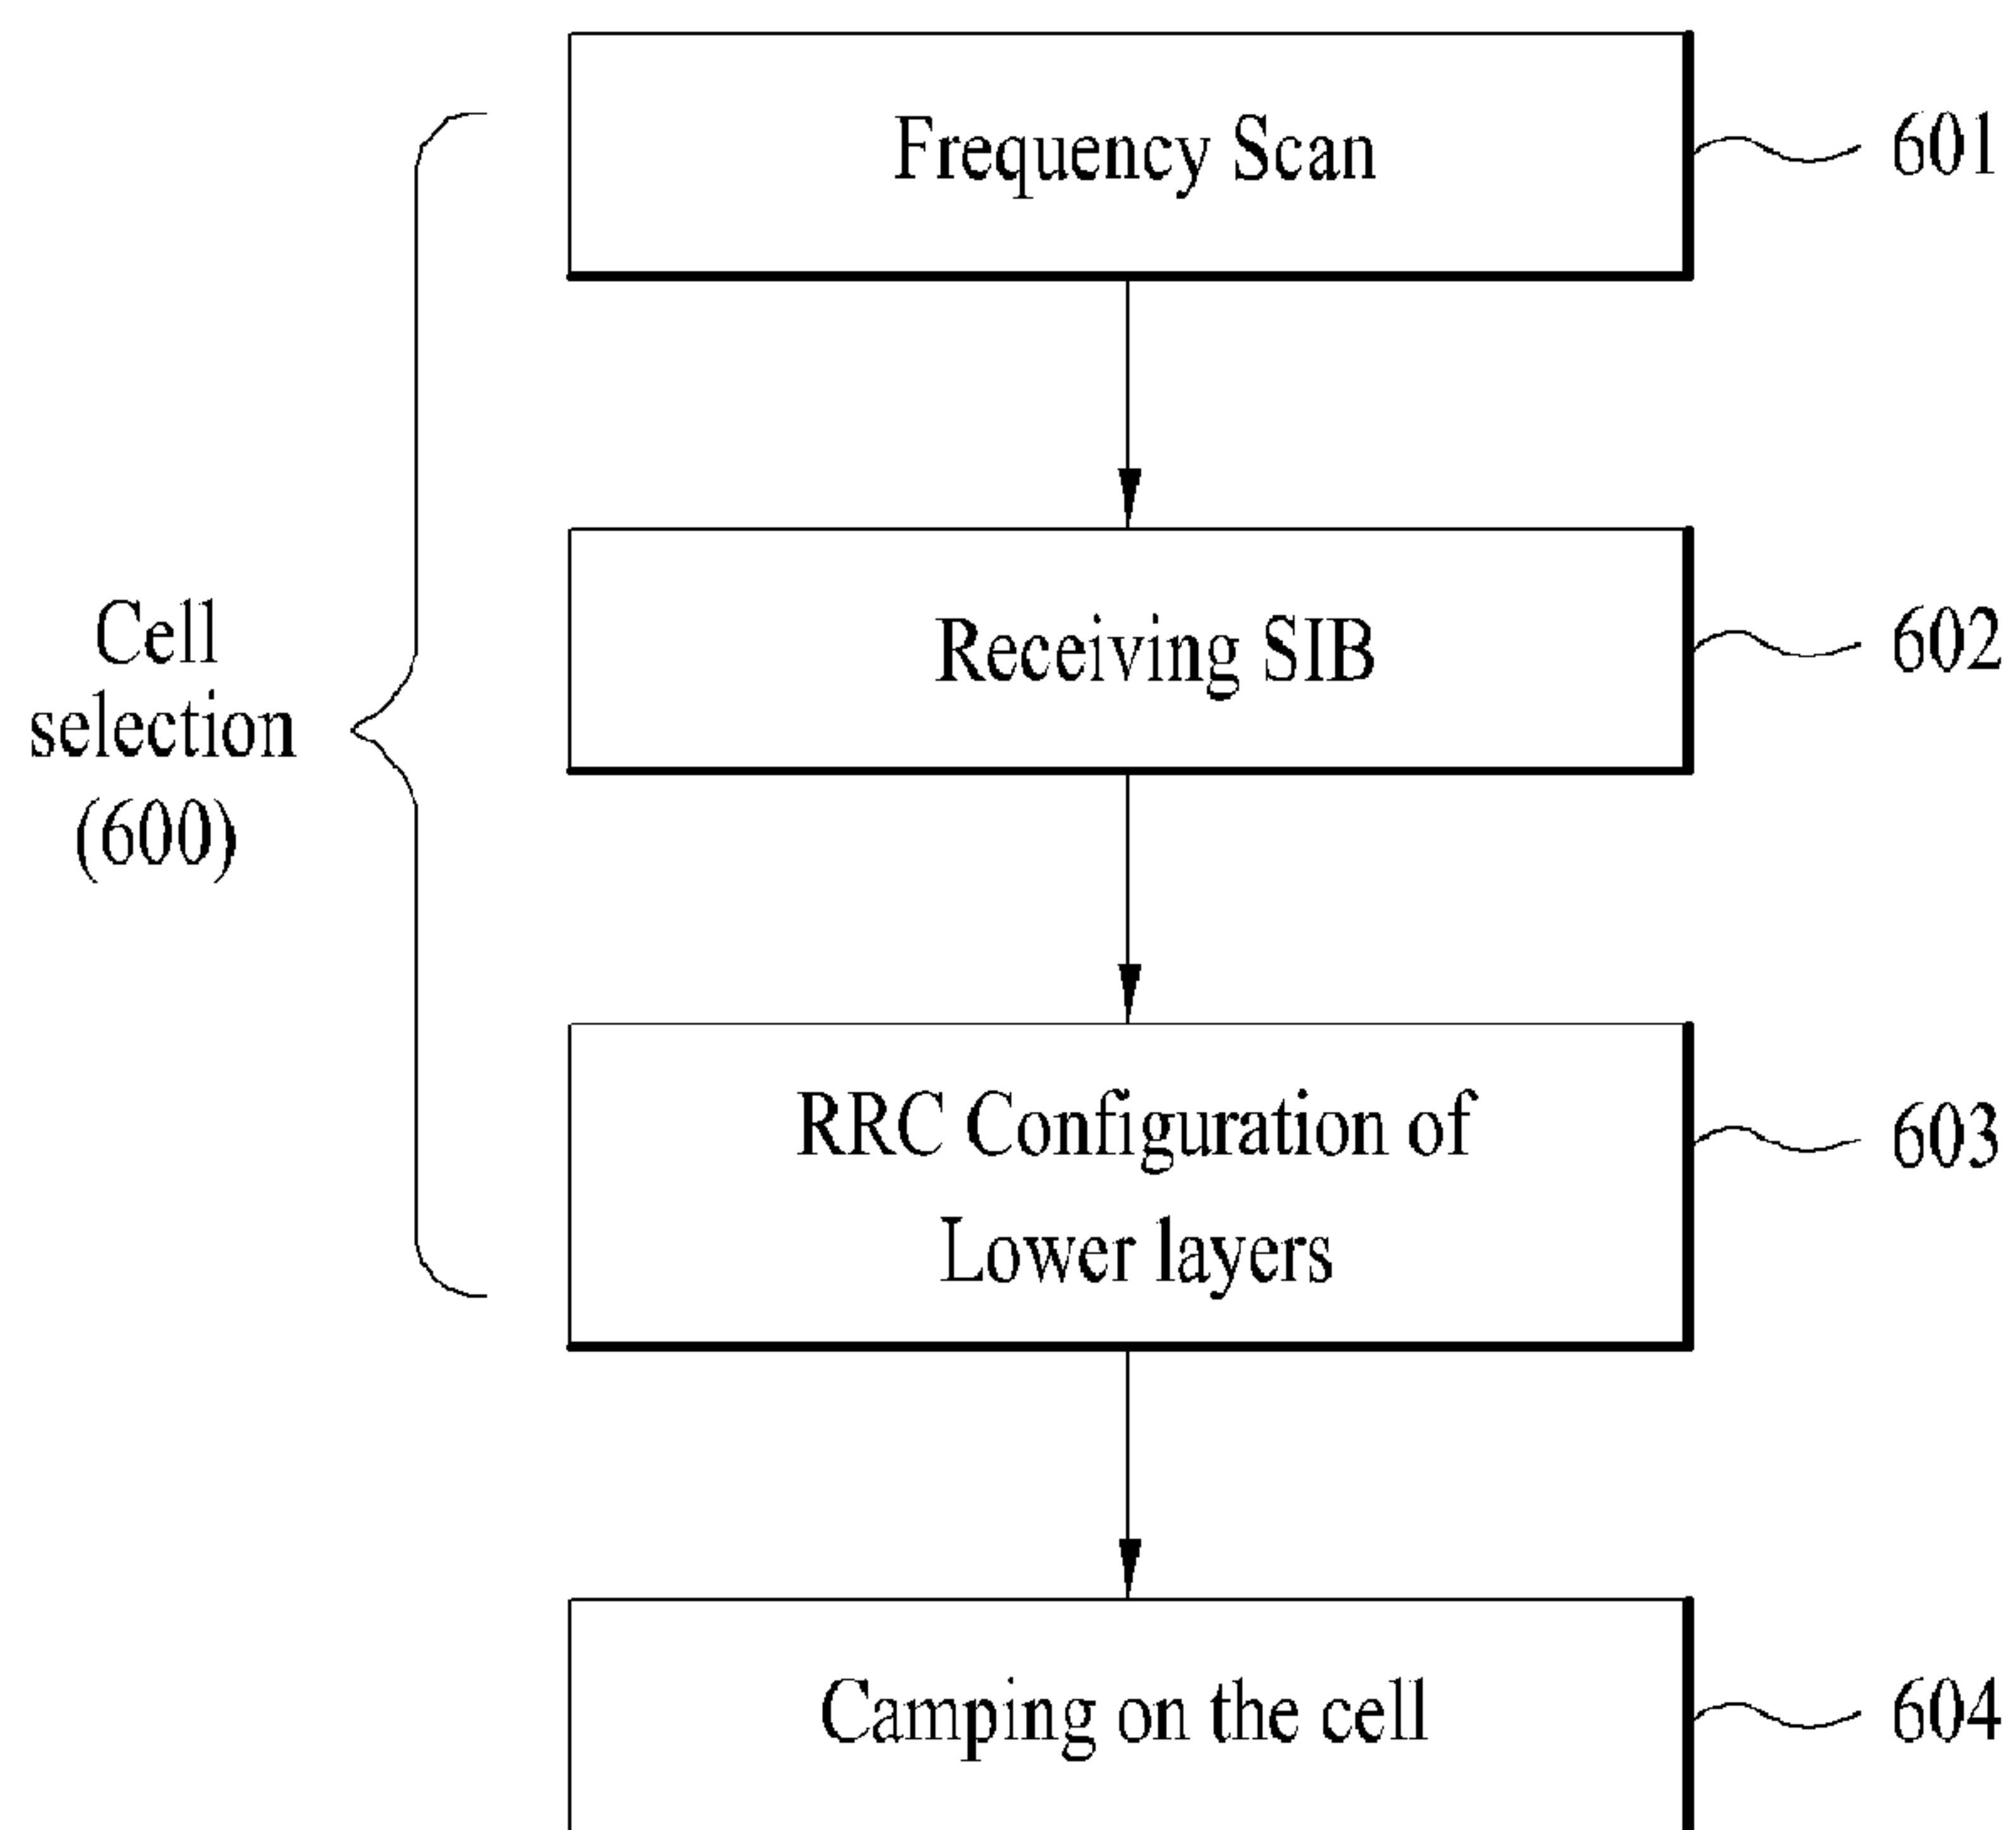 Frequency Scan
601
Receiving SIB
602
Cell
selection
(600)
RRC Configuration of
Lower layers
603
Camping on the cell
604